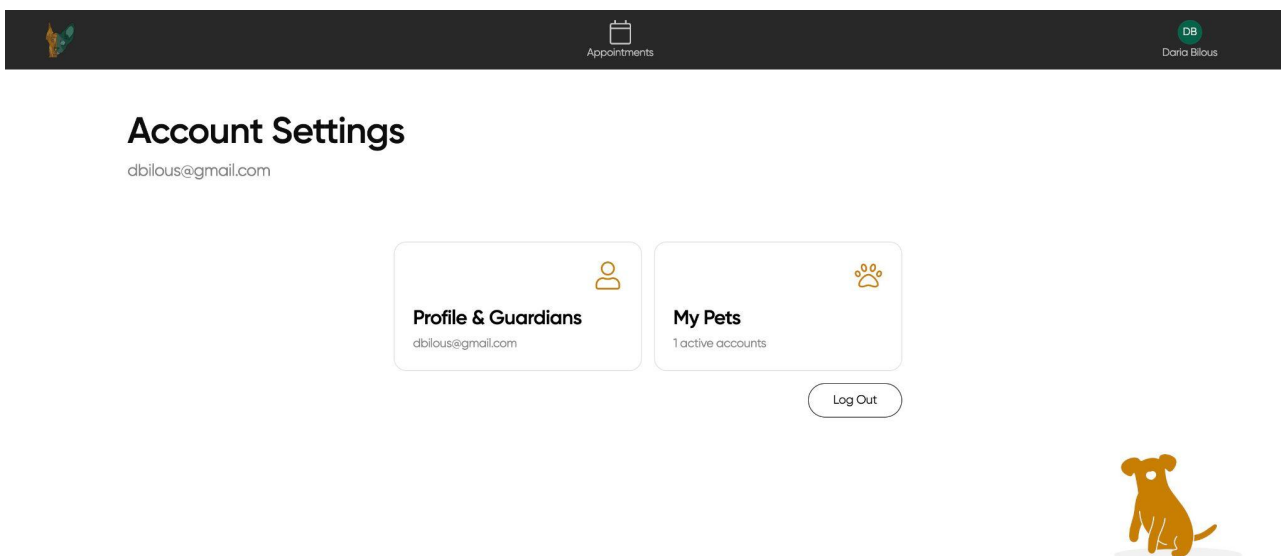 Appointments
DB
Daria Bilous
Account Settings
dbilous@gmail.com
Profile & Guardians
dbilous@gmail.com
My Pets
1 active accounts
Log Out